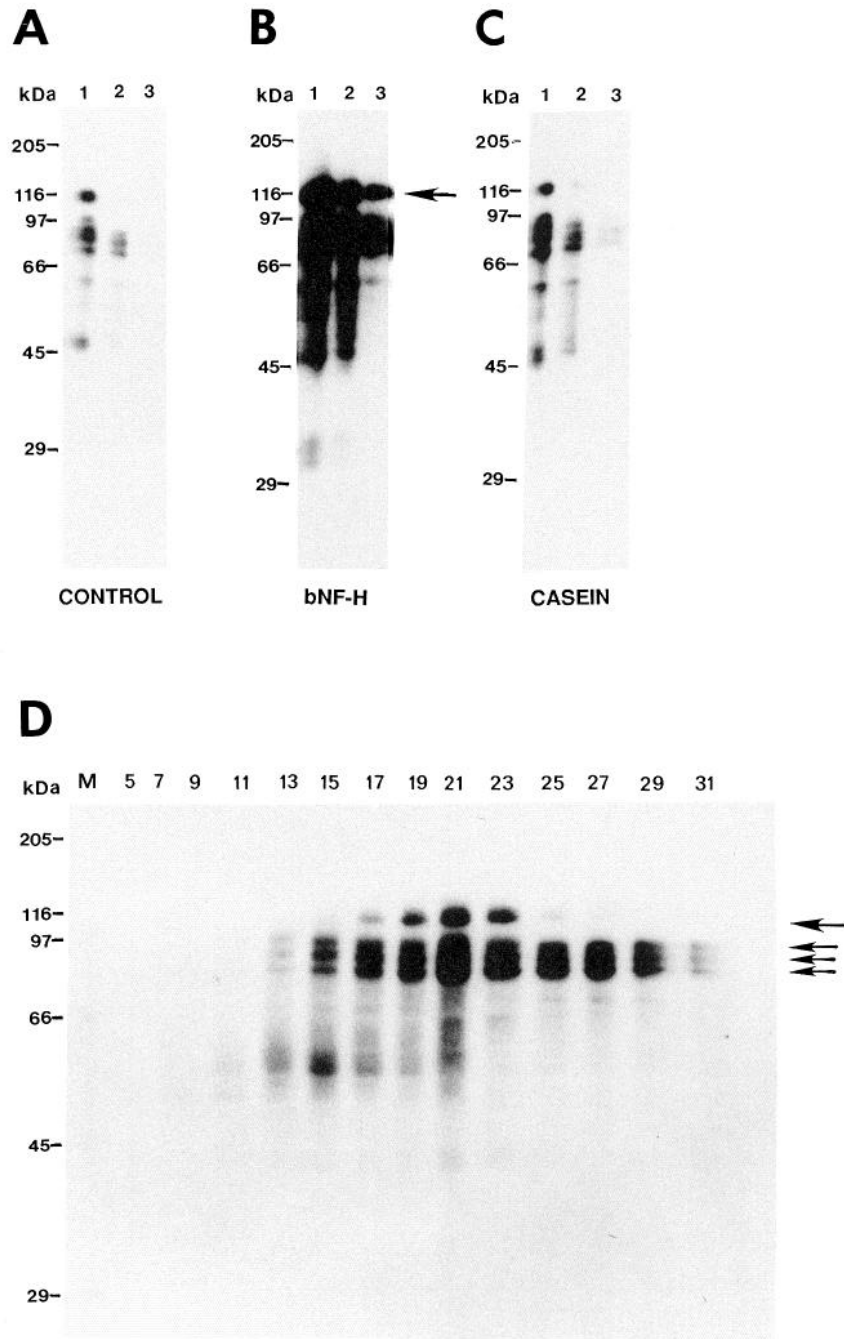 A
B
C
kDa 1 2 3
kDa 1 2 3
kDa 1 2 3
205–
116–
97–
66–
45–
29–
205–
116–
97–
66–
45–
29–
205–
116–
97–
66–
45–
29–
CONTROL
bNF-H
CASEIN
D
kDa M 5 7 9 11 13 15 17 19 21 23 25 27 29 31
205–
116–
97–
66–
45–
29–